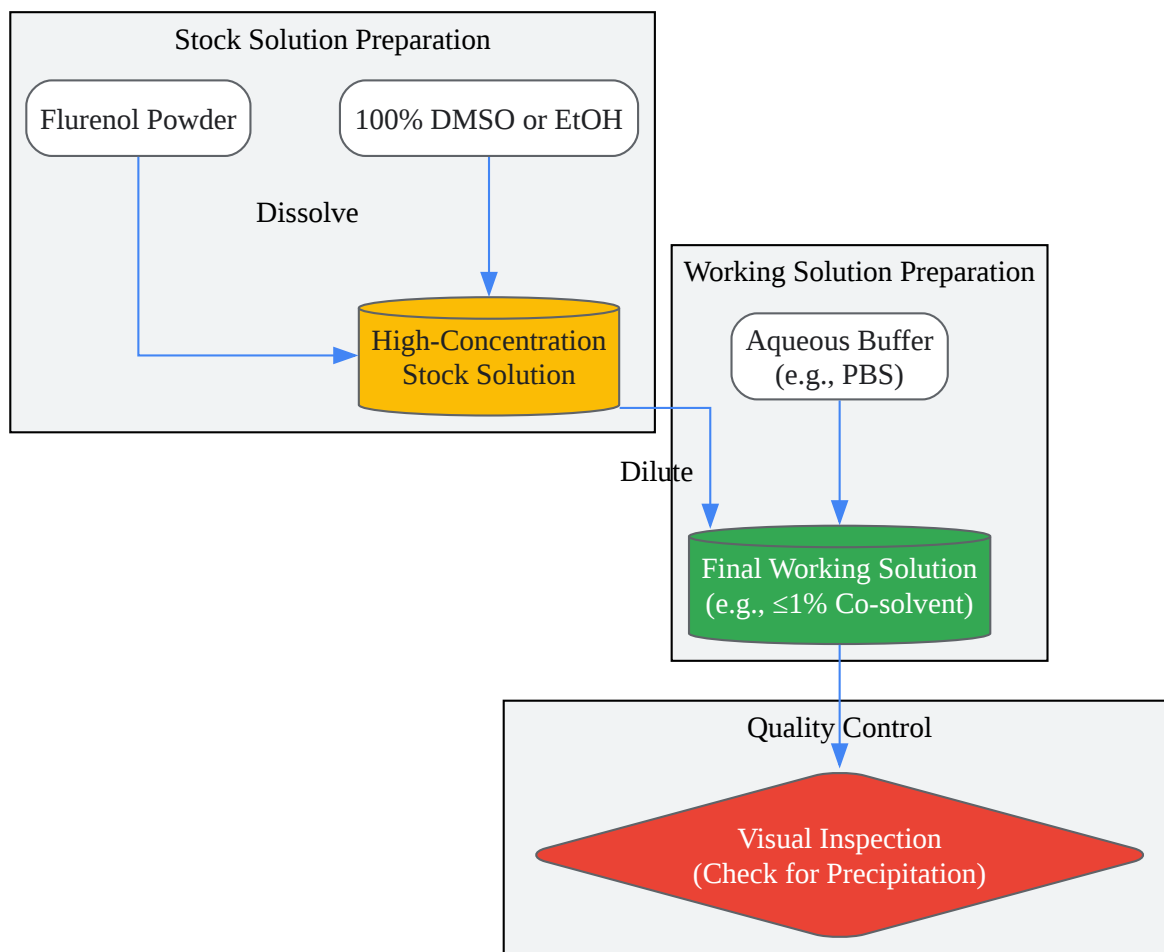 Stock Solution Preparation
Flurenol Powder
100% DMSO or EtOH
Dissolve
High-Concentration
Stock Solution
Working Solution Preparation
Aqueous Buffer
(e.g., PBS)
Dilute
Final Working Solution
(e.g., ≤1% Co-solvent)
Quality Control
Visual Inspection
(Check for Precipitation)